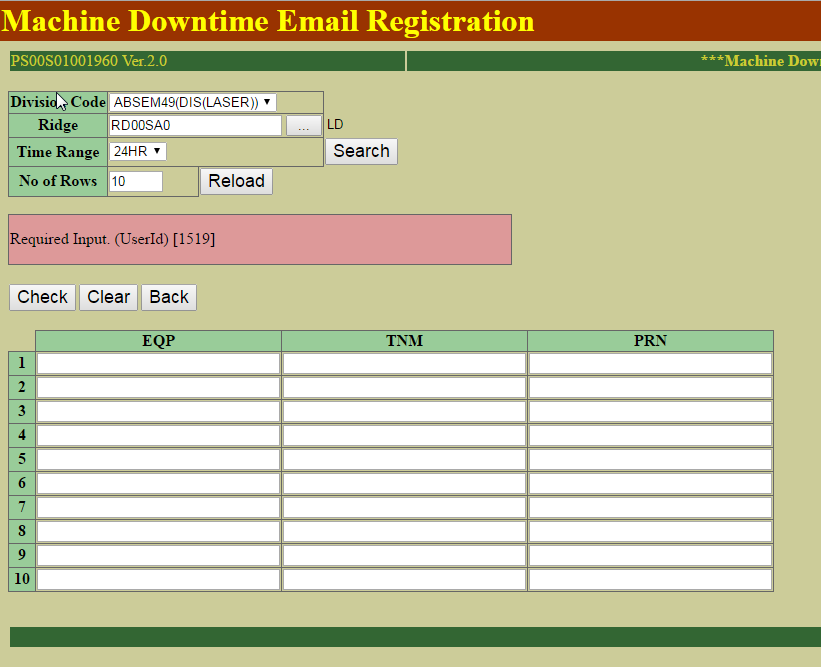 Machine Downtime Email Registration
PS00S01001960 Ver.2.0
***Machine Dow
Division Code ABSEM49(DIS(LASER))
Ridge RD00SA0 ... LD
Time Range 24HR Search
No of Rows 10 Reload
Required Input. (UserId) [1519]
Check Clear Back
EQP TNM PRN
1
2
3
4
5
6
7
8
9
10